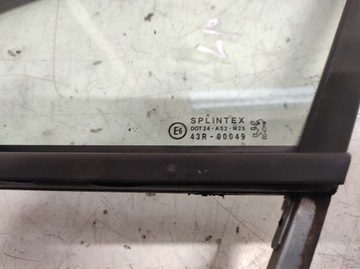 SPLINTEX
DOT24-AS2-M25
E6 43R-00049